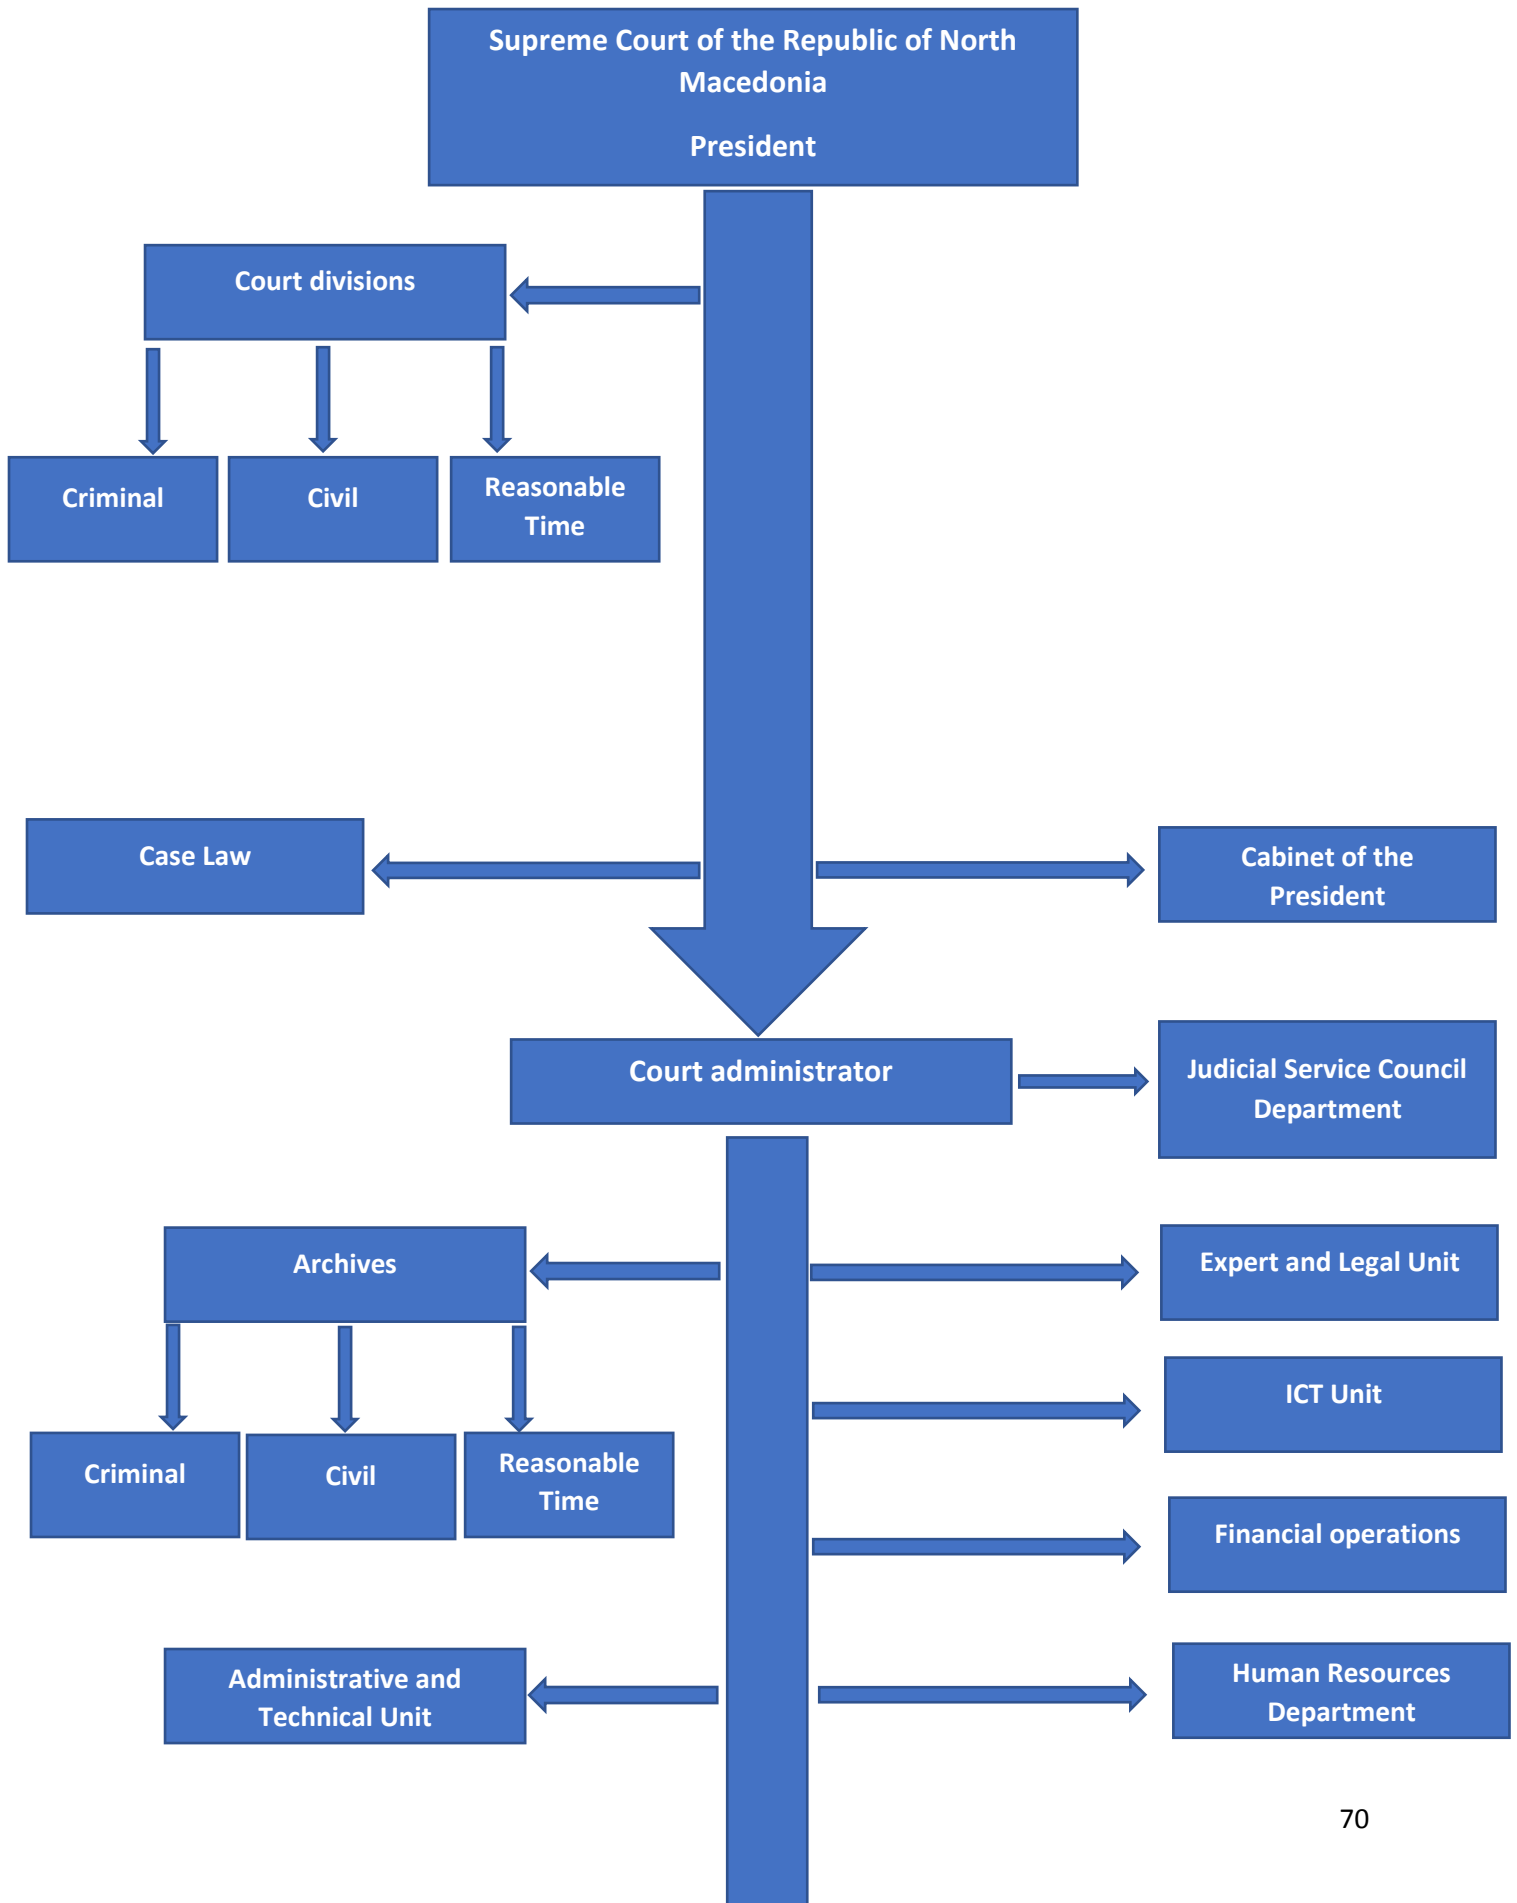 Supreme Court of the Republic of North
Macedonia
President
Court divisions
Criminal
Civil
Reasonable
Time
Case Law
Cabinet of the
President
Court administrator
Judicial Service Council
Department
Archives
Expert and Legal Unit
ICT Unit
Criminal
Civil
Reasonable
Time
Financial operations
Administrative and
Technical Unit
Human Resources
Department
70